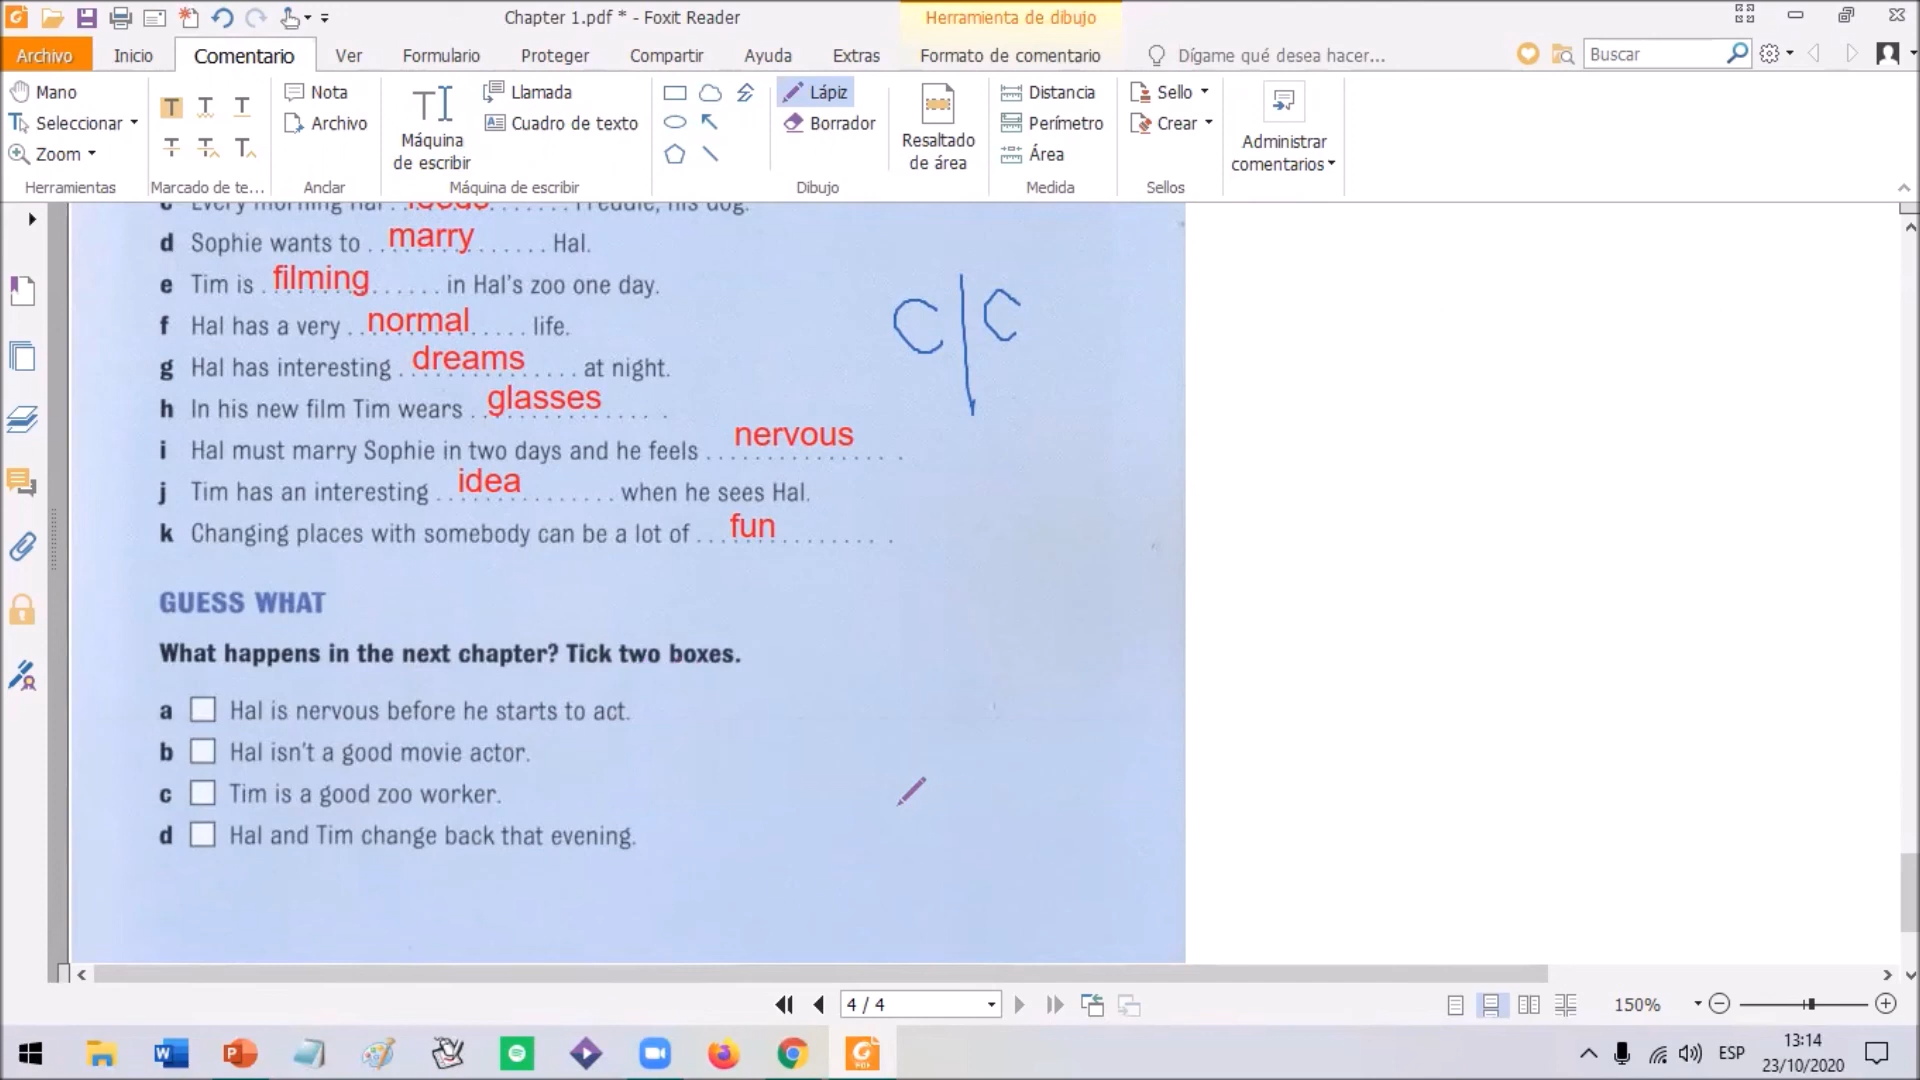 Chapter 1.pdf * - Foxit Reader
Herramienta de dibujo
Archivo Inicio Comentario Ver Formulario Proteger Compartir Ayuda Extras Formato de comentario Dígame qué desea hacer... Buscar
Mano
Seleccionar
Zoom
Herramientas
Marcado de te...
Nota
Archivo
Anclar
Máquina
de escribir
Llamada
Cuadro de texto
Máquina de escribir
Lápiz
Borrador
Dibujo
Resaltado
de área
Distancia
Perímetro
Área
Medida
Sello
Crear
Sellos
Administrar
comentarios
c Every morning Hal . . feeds . . . . . . . . Freddie, his dog.
d Sophie wants to . . marry . . . . . . Hal.
e Tim is . filming . . . . . . in Hal's zoo one day.
f Hal has a very . . normal . . . . . life.
g Hal has interesting . dreams . . . . at night.
h In his new film Tim wears . . glasses . . .
i Hal must marry Sophie in two days and he feels . . nervous . . .
j Tim has an interesting . . idea . . . . . . . when he sees Hal.
k Changing places with somebody can be a lot of . . . fun . . . . . . . . .
C | C
GUESS WHAT
What happens in the next chapter? Tick two boxes.
a Hal is nervous before he starts to act.
b Hal isn't a good movie actor.
c Tim is a good zoo worker.
d Hal and Tim change back that evening.
4 / 4
150%
ESP
13:14
23/10/2020